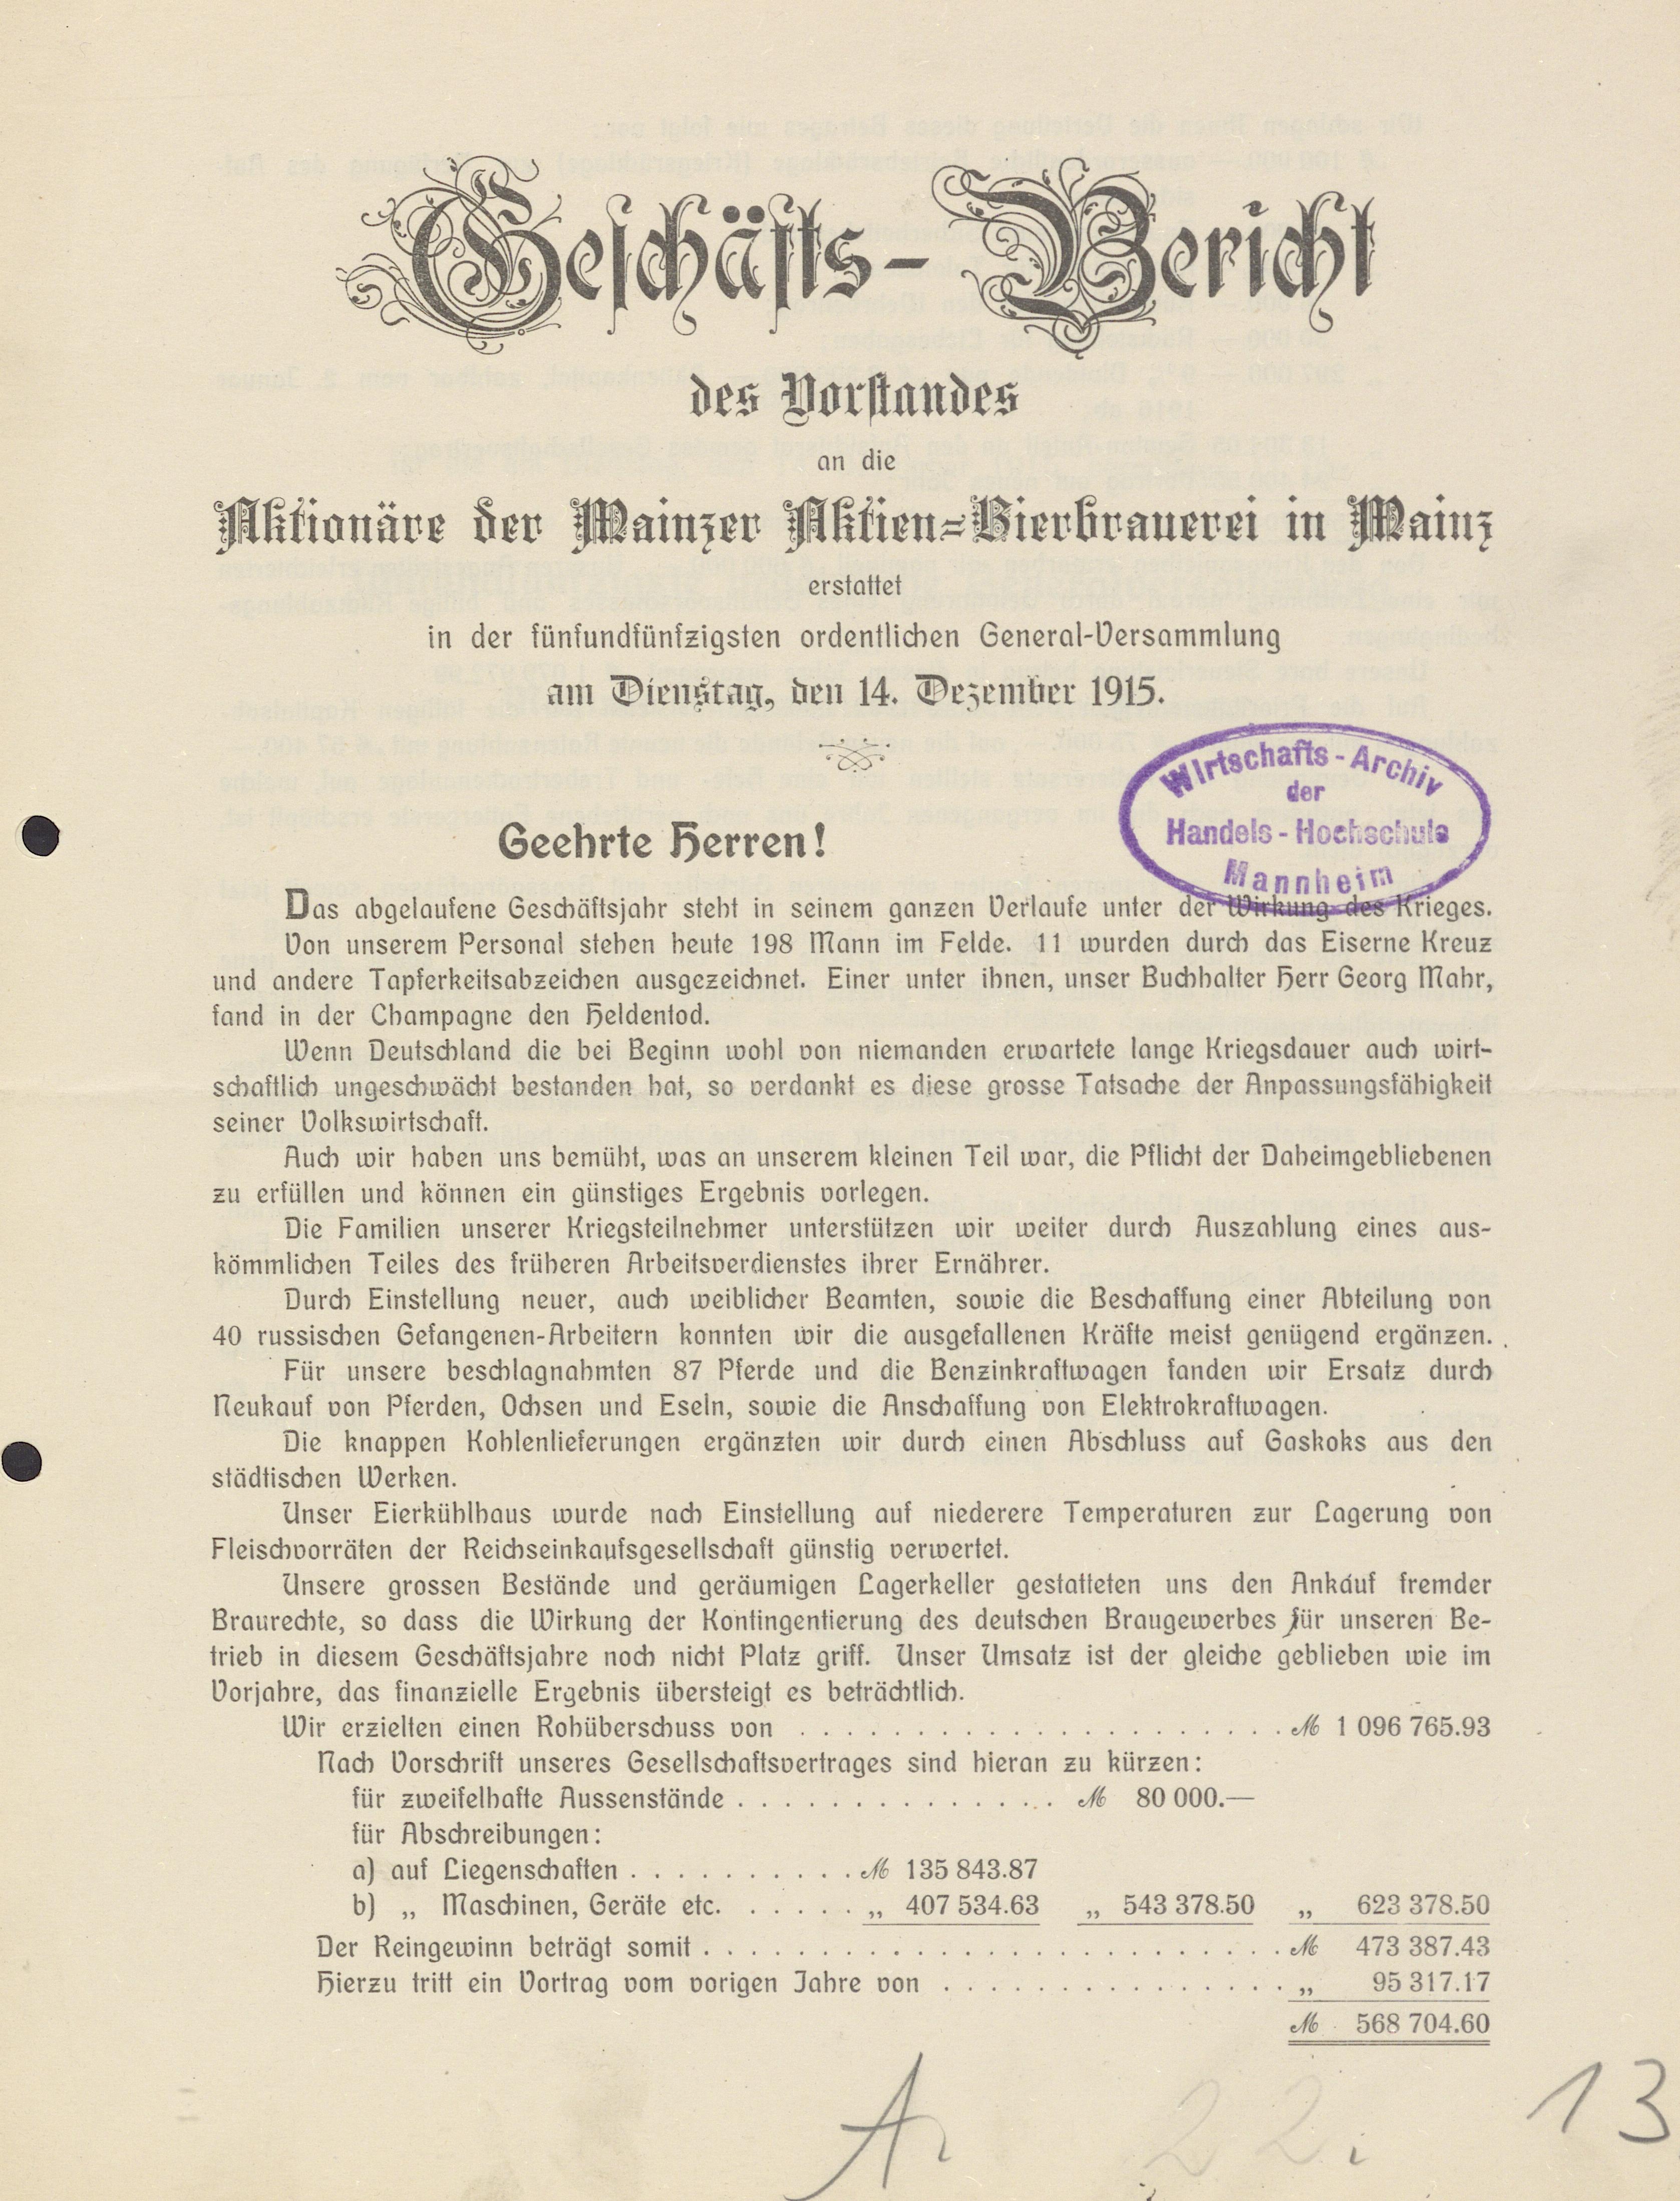 Geschäfts-Bericht
des Vorstandes
an die
Aktionäre der Mainzer Aktien=Bierbrauerei in Mainz
erstattet
in der fünfundfünfzigsten ordentlichen General-Versammlung
am Dienstag, den 14. Dezember 1915.
Wirtschafts-Archiv
der
Handels-Hochschule
Mannheim
Geehrte Herren!
Das abgelaufene Geschäftsjahr steht in seinem ganzen Verlaufe unter der Wirkung des Krieges.
Von unserem Personal stehen heute 198 Mann im Felde. 11 wurden durch das Eiserne Kreuz
und andere Tapferkeitsabzeichen ausgezeichnet. Einer unter ihnen, unser Buchhalter Herr Georg Mahr,
fand in der Champagne den Heldentod.
Wenn Deutschland die bei Beginn wohl von niemanden erwartete lange Kriegsdauer auch wirt-
schaftlich ungeschwächt bestanden hat, so verdankt es diese grosse Tatsache der Anpassungsfähigkeit
seiner Volkswirtschaft.
Auch wir haben uns bemüht, was an unserem kleinen Teil war, die Pflicht der Daheimgebliebenen
zu erfüllen und können ein günstiges Ergebnis vorlegen.
Die Familien unserer Kriegsteilnehmer unterstützen wir weiter durch Auszahlung eines aus-
kömmlichen Teiles des früheren Arbeitsverdienstes ihrer Ernährer.
Durch Einstellung neuer, auch weiblicher Beamten, sowie die Beschaffung einer Abteilung von
40 russischen Gefangenen-Arbeitern konnten wir die ausgefallenen Kräfte meist genügend ergänzen.
Für unsere beschlagnahmten 87 Pferde und die Benzinkraftwagen fanden wir Ersatz durch
Neukauf von Pferden, Ochsen und Eseln, sowie die Anschaffung von Elektrokraftwagen.
Die knappen Kohlenlieferungen ergänzten wir durch einen Abschluss auf Gaskoks aus den
städtischen Werken.
Unser Eierkühlhaus wurde nach Einstellung auf niederere Temperaturen zur Lagerung von
Fleischvorräten der Reichseinkaufsgesellschaft günstig verwertet.
Unsere grossen Bestände und geräumigen Lagerkeller gestatteten uns den Ankauf fremder
Braurechte, so dass die Wirkung der Kontingentierung des deutschen Braugewerbes für unseren Be-
trieb in diesem Geschäftsjahre noch nicht Platz griff. Unser Umsatz ist der gleiche geblieben wie im
Vorjahre, das finanzielle Ergebnis übersteigt es beträchtlich.
Wir erzielten einen Rohüberschuss von . . . . . . . . . . . . . . . . . . . . . ℳ 1 096 765.93
Nach Vorschrift unseres Gesellschaftsvertrages sind hieran zu kürzen:
für zweifelhafte Aussenstände . . . . . . . . . . . . . . ℳ 80 000.—
für Abschreibungen:
a) auf Liegenschaften . . . . . . . . . . ℳ 135 843.87
b) „ Maschinen, Geräte etc. . . . . . . „ 407 534.63 „ 543 378.50 „ 623 378.50
Der Reingewinn beträgt somit . . . . . . . . . . . . . . . . . . . . . . . . ℳ 473 387.43
Hierzu tritt ein Vortrag vom vorigen Jahre von . . . . . . . . . . . . . . . „ 95 317.17
ℳ 568 704.60
22.
13